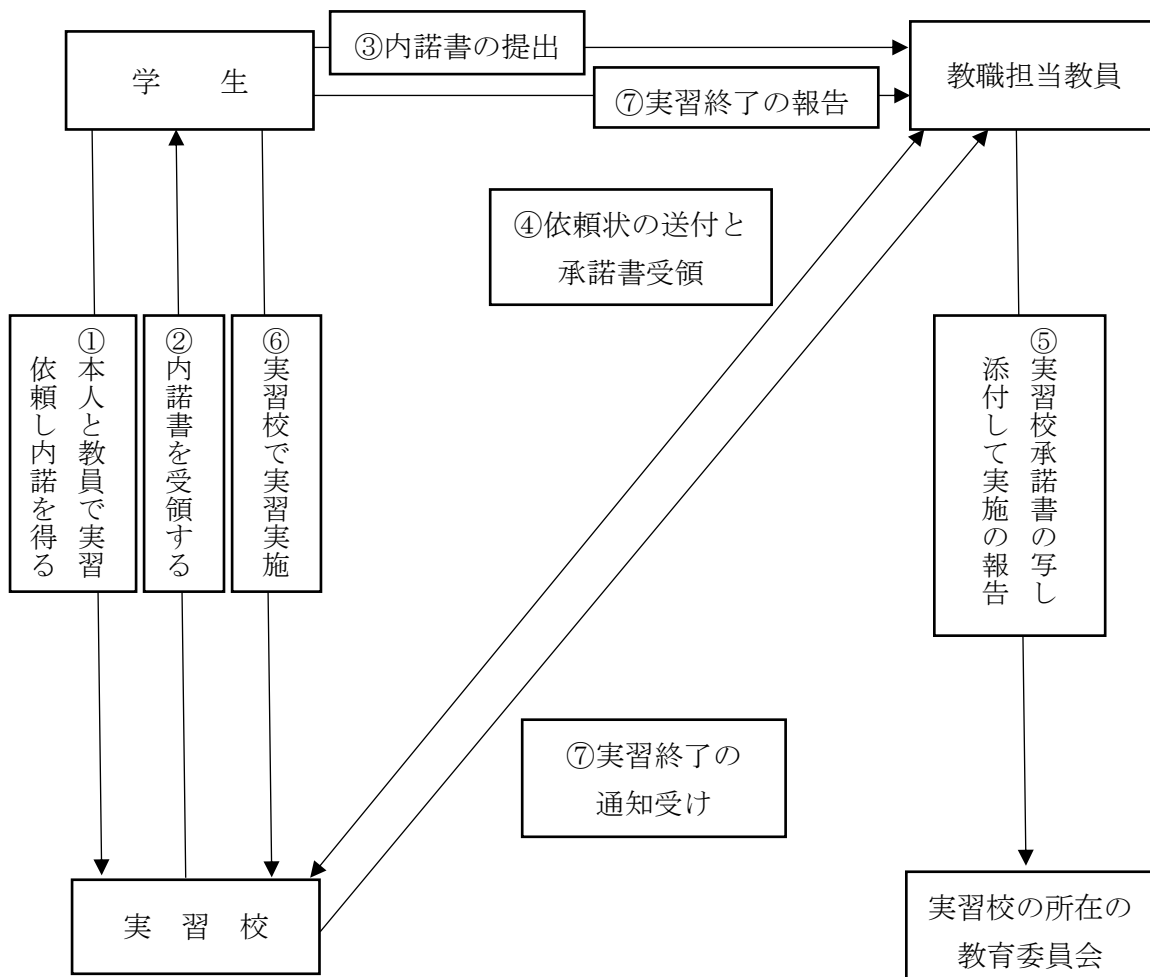 学　　生
③内諾書の提出
⑦実習終了の報告
教職担当教員
④依頼状の送付と
承諾書受領
①本人と教員で実習
依頼し内諾を得る
②内諾書を受領する
⑥実習校で実習実施
⑤実習校承諾書の写し
添付して実施の報告
⑦実習終了の
通知受け
実　習　校
実習校の所在の
教育委員会